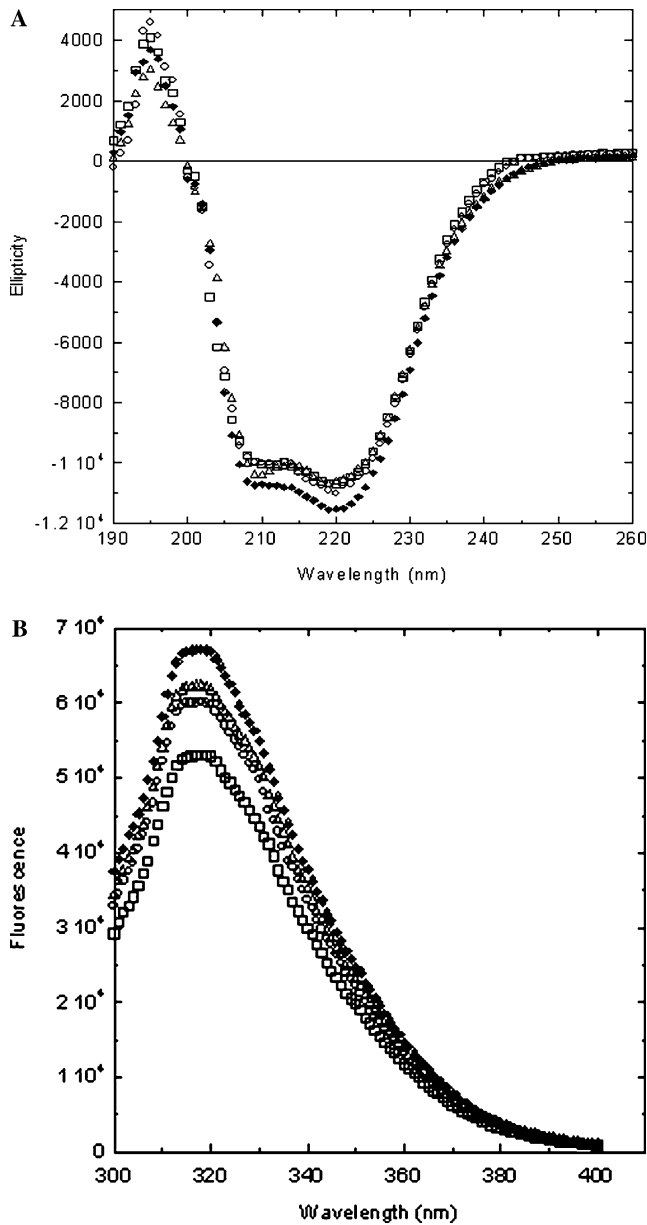 A
4000
2000
0
-2000
-4000
-6000
-8000
-1 10⁴
-1.2 10⁴
Ellipticity
190 200 210 220 230 240 250 260
Wavelength (nm)
B
7 10⁴
6 10⁴
5 10⁴
4 10⁴
3 10⁴
2 10⁴
1 10⁴
0
Fluorescence
300 320 340 360 380 400
Wavelength (nm)